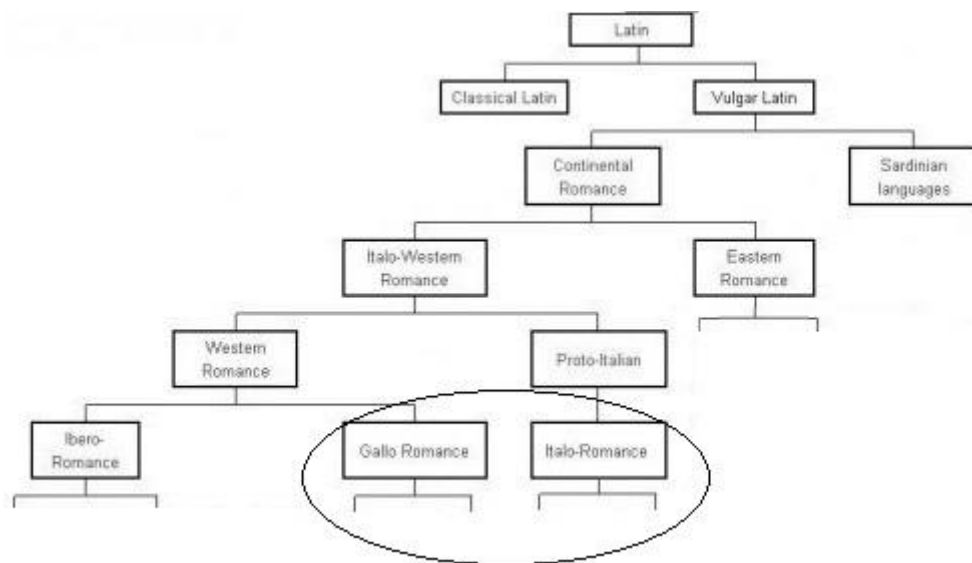 Latin
Classical Latin
Vulgar Latin
Continental
Romance
Sardinian
languages
Italo-Western
Romance
Eastern
Romance
Western
Romance
Proto-Italian
Ibero-
Romance
Gallo Romance
Italo-Romance